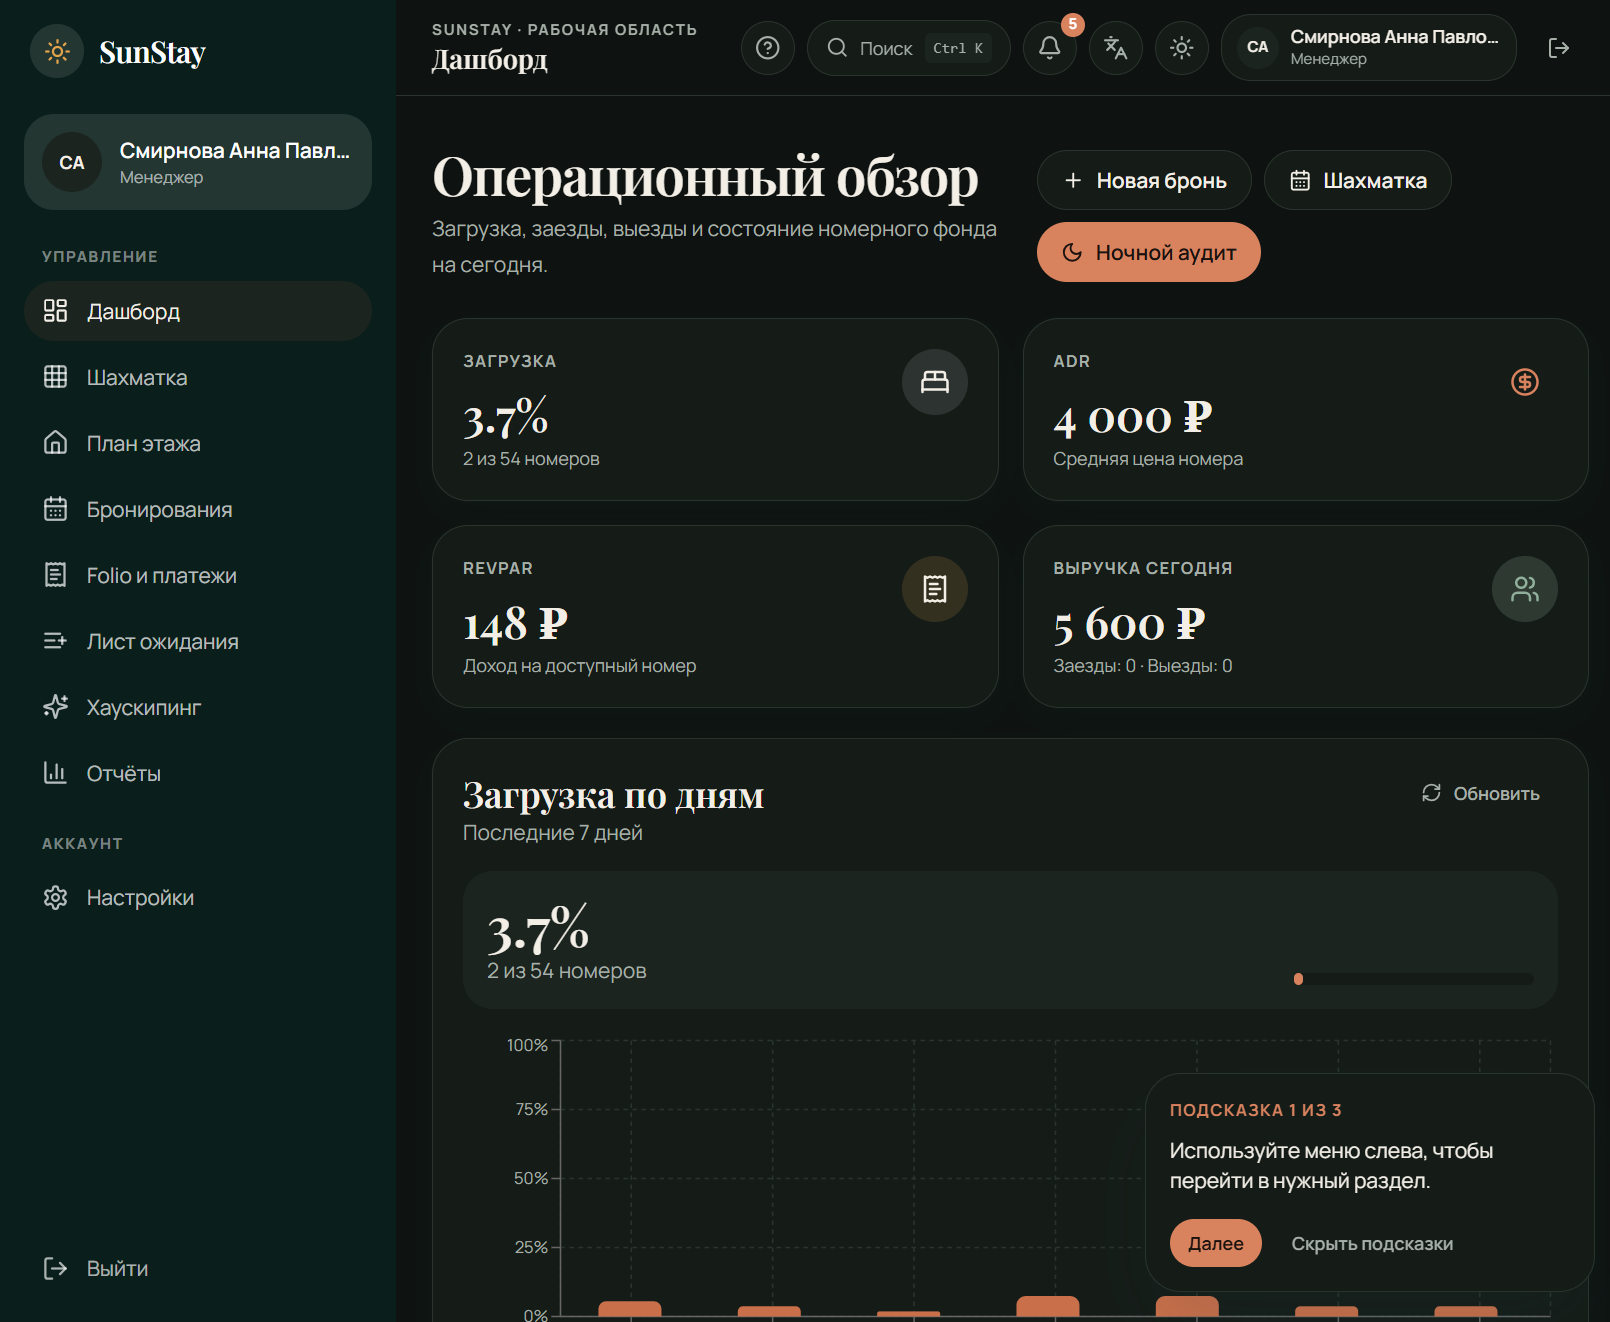 SunStay
СА
Смирнова Анна Павл...
Менеджер
УПРАВЛЕНИЕ
Дашборд
Шахматка
План этажа
Бронирования
Folio и платежи
Лист ожидания
Хаускипинг
Отчёты
АККАУНТ
Настройки
Выйти
SUNSTAY · РАБОЧАЯ ОБЛАСТЬ
Дашборд
Поиск
Ctrl K
5
СА
Смирнова Анна Павло...
Менеджер
Операционный обзор
Загрузка, заезды, выезды и состояние номерного фонда
на сегодня.
Новая бронь
Шахматка
Ночной аудит
ЗАГРУЗКА
3.7%
2 из 54 номеров
ADR
4 000 ₽
Средняя цена номера
REVPAR
148 ₽
Доход на доступный номер
ВЫРУЧКА СЕГОДНЯ
5 600 ₽
Заезды: 0 · Выезды: 0
Загрузка по дням
Последние 7 дней
Обновить
3.7%
2 из 54 номеров
100%
75%
50%
25%
0%
ПОДСКАЗКА 1 ИЗ 3
Используйте меню слева, чтобы
перейти в нужный раздел.
Далее
Скрыть подсказки